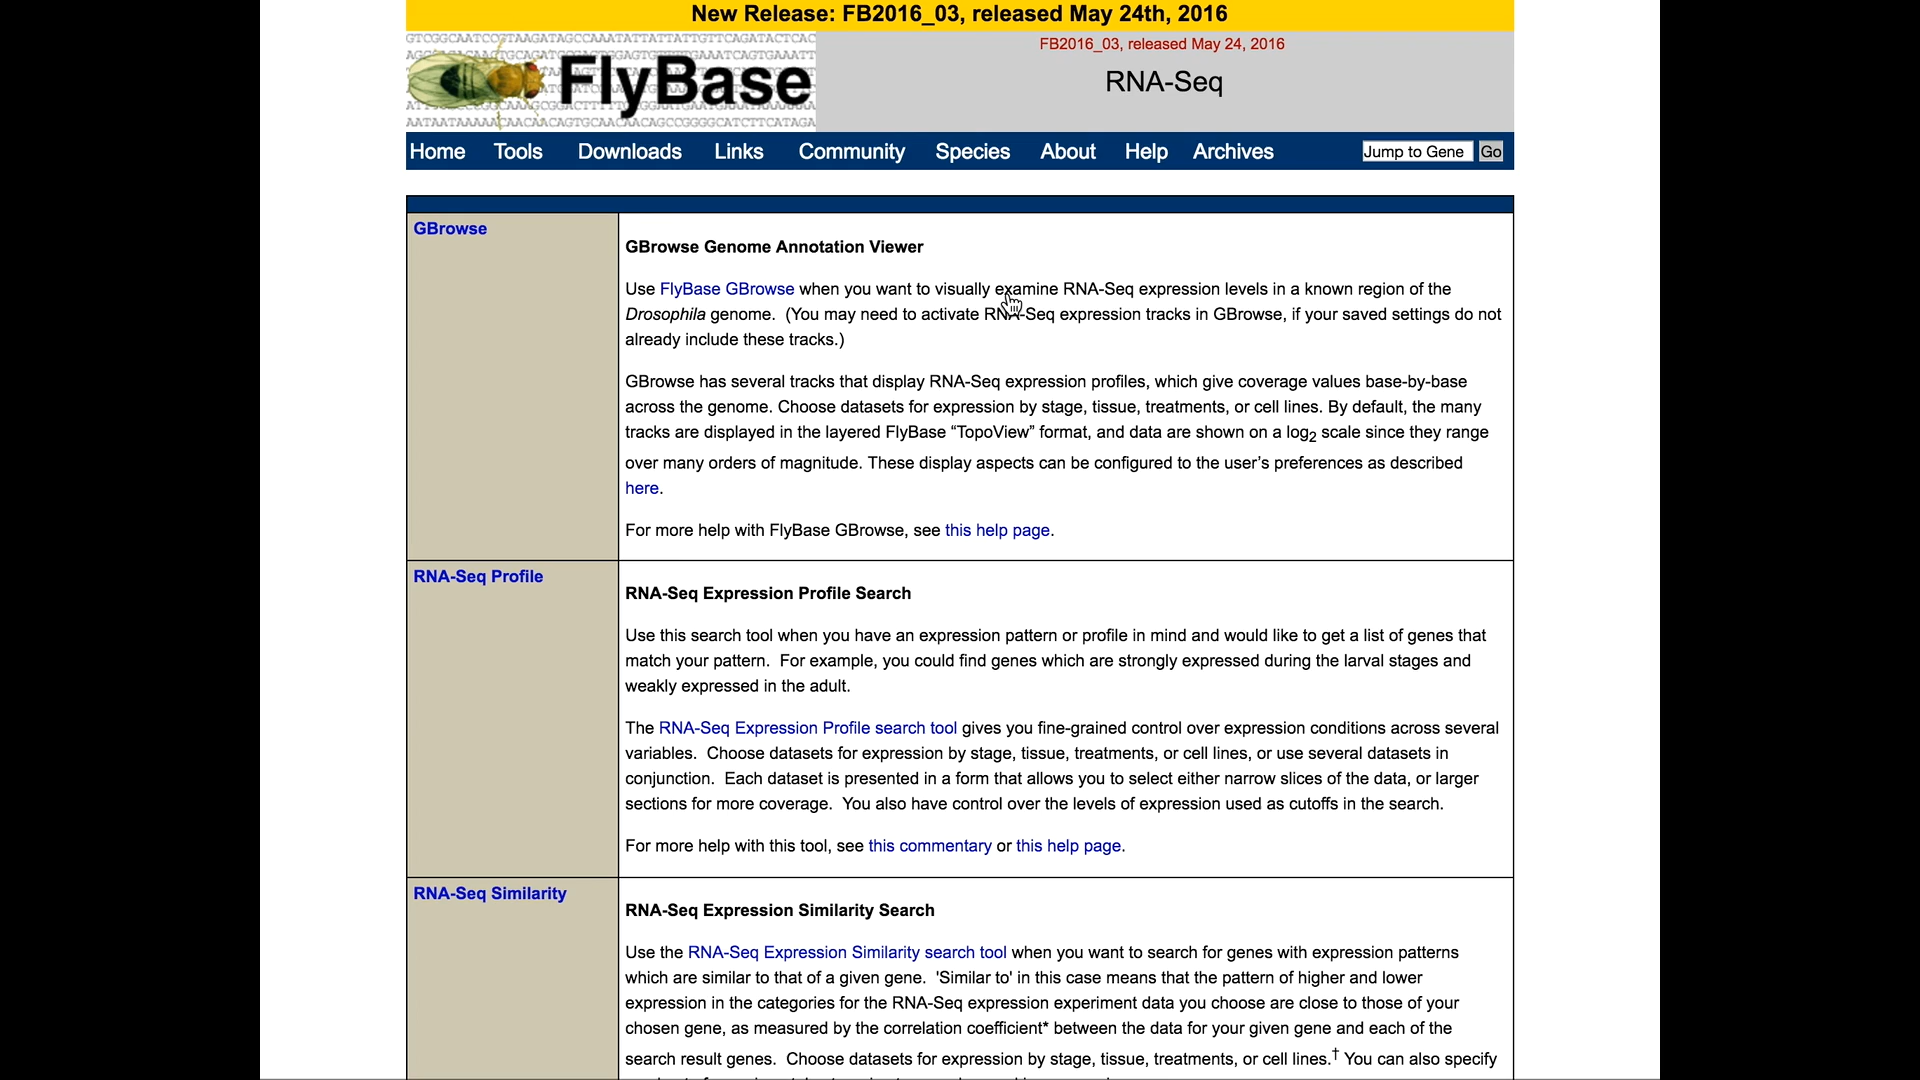 New Release: FB2016_03, released May 24th, 2016
FB2016_03, released May 24, 2016
FlyBase
RNA-Seq
Home Tools Downloads Links Community Species About Help Archives Jump to Gene Go
GBrowse
GBrowse Genome Annotation Viewer
Use FlyBase GBrowse when you want to visually examine RNA-Seq expression levels in a known region of the
Drosophila genome. (You may need to activate RNA-Seq expression tracks in GBrowse, if your saved settings do not
already include these tracks.)
GBrowse has several tracks that display RNA-Seq expression profiles, which give coverage values base-by-base
across the genome. Choose datasets for expression by stage, tissue, treatments, or cell lines. By default, the many
tracks are displayed in the layered FlyBase “TopoView” format, and data are shown on a log2 scale since they range
over many orders of magnitude. These display aspects can be configured to the user’s preferences as described
here.
For more help with FlyBase GBrowse, see this help page.
RNA-Seq Profile
RNA-Seq Expression Profile Search
Use this search tool when you have an expression pattern or profile in mind and would like to get a list of genes that
match your pattern. For example, you could find genes which are strongly expressed during the larval stages and
weakly expressed in the adult.
The RNA-Seq Expression Profile search tool gives you fine-grained control over expression conditions across several
variables. Choose datasets for expression by stage, tissue, treatments, or cell lines, or use several datasets in
conjunction. Each dataset is presented in a form that allows you to select either narrow slices of the data, or larger
sections for more coverage. You also have control over the levels of expression used as cutoffs in the search.
For more help with this tool, see this commentary or this help page.
RNA-Seq Similarity
RNA-Seq Expression Similarity Search
Use the RNA-Seq Expression Similarity search tool when you want to search for genes with expression patterns
which are similar to that of a given gene. 'Similar to' in this case means that the pattern of higher and lower
expression in the categories for the RNA-Seq expression experiment data you choose are close to those of your
chosen gene, as measured by the correlation coefficient* between the data for your given gene and each of the
search result genes. Choose datasets for expression by stage, tissue, treatments, or cell lines.† You can also specify